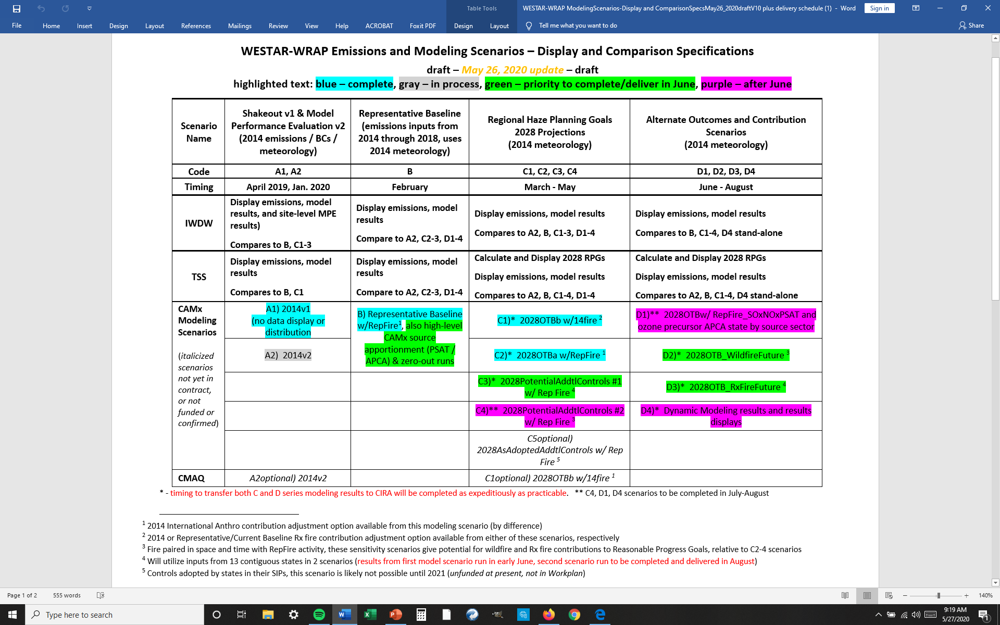 Table Tools
WESTAR-WRAP ModelingScenarios-Display and ComparisonSpecsMay26_2020draftV10 plus delivery schedule (1) - Word
Sign in
File Home Insert Design Layout References Mailings Review View Help ACROBAT Foxit PDF Design Layout Tell me what you want to do Share
WESTAR-WRAP Emissions and Modeling Scenarios – Display and Comparison Specifications
draft – May 26, 2020 update – draft
highlighted text: blue – complete, gray – in process, green – priority to complete/deliver in June, purple – after June
Scenario
Name
Shakeout v1 & Model
Performance Evaluation v2
(2014 emissions / BCs /
meteorology)
Representative Baseline
(emissions inputs from
2014 through 2018, uses
2014 meteorology)
Regional Haze Planning Goals
2028 Projections
(2014 meteorology)
Alternate Outcomes and Contribution
Scenarios
(2014 meteorology)
Code
A1, A2
B
C1, C2, C3, C4
D1, D2, D3, D4
Timing
April 2019, Jan. 2020
February
March - May
June - August
IWDW
Display emissions, model
results, and site-level MPE
results)
Compares to B, C1-3
Display emissions, model
results
Compare to A2, C2-3, D1-4
Display emissions, model results
Compares to A2, B, C1-3, D1-4
Display emissions, model results
Compares to B, C1-4, D4 stand-alone
TSS
Display emissions, model
results
Compares to B, C1
Display emissions, model
results
Compare to A2, C2-3, D1-4
Calculate and Display 2028 RPGs
Display emissions, model results
Compares to A2, B, C1-4, D1-4
Calculate and Display 2028 RPGs
Display emissions, model results
Compares to A2, B, C1-4, D4 stand-alone
CAMx
Modeling
Scenarios
(italicized
scenarios
not yet in
contract,
or not
funded or
confirmed)
A1) 2014v1
(no data display or
distribution
B) Representative Baseline
w/RepFire1, also high-level
CAMx source
apportionment (PSAT /
APCA) & zero-out runs
C1)* 2028OTBb w/14fire 2
D1)** 2028OTBw/ RepFire_SOxNOxPSAT and
ozone precursor APCA state by source sector
A2) 2014v2
C2)* 2028OTBa w/RepFire 1
D2)* 2028OTB_WildfireFuture 3
C3)* 2028PotentialAddtlControls #1
w/ Rep Fire 4
D3)* 2028OTB_RxFireFuture 4
C4)** 2028PotentialAddtlControls #2
w/ Rep Fire 3
D4)* Dynamic Modeling results and results
displays
C5optional)
2028AsAdoptedAddtlControls w/ Rep
Fire 5
CMAQ
A2optional) 2014v2
C1optional) 2028OTBb w/14fire 1
* - timing to transfer both C and D series modeling results to CIRA will be completed as expeditiously as practicable. ** C4, D1, D4 scenarios to be completed in July-August
1 2014 International Anthro contribution adjustment option available from this modeling scenario (by difference)
2 2014 or Representative/Current Baseline Rx fire contribution adjustment option available from either of these scenarios, respectively
3 Fire paired in space and time with RepFire activity, these sensitivity scenarios give potential for wildfire and Rx fire contributions to Reasonable Progress Goals, relative to C2-4 scenarios
4 Will utilize inputs from 13 contiguous states in 2 scenarios (results from first model scenario run in early June, second scenario run to be completed and delivered in August)
5 Controls adopted by states in their SIPs, this scenario is likely not possible until 2021 (unfunded at present, not in Workplan)
Page 1 of 2 555 words 140%
Type here to search
9:19 AM
5/27/2020